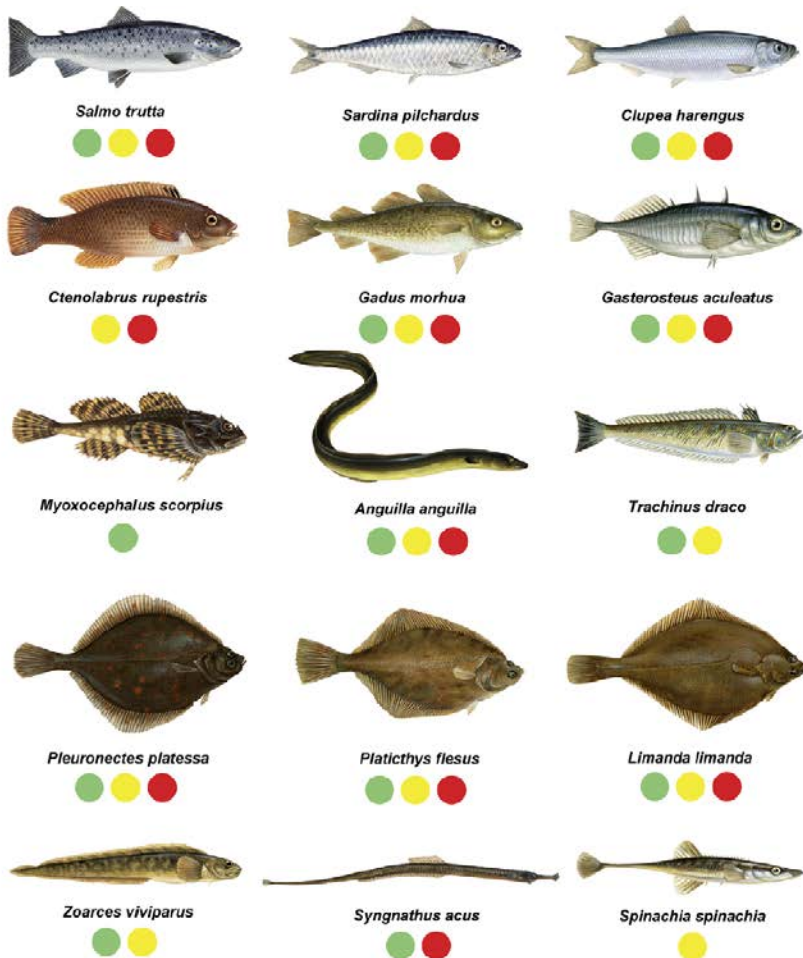 Salmo trutta
Sardina pilchardus
Clupea harengus
Ctenolabrus rupestris
Gadus morhua
Gasterosteus aculeatus
Myoxocephalus scorpius
Anguilla anguilla
Trachinus draco
Pleuronectes platessa
Platicthys flesus
Limanda limanda
Zoarces viviparus
Syngnathus acus
Spinachia spinachia